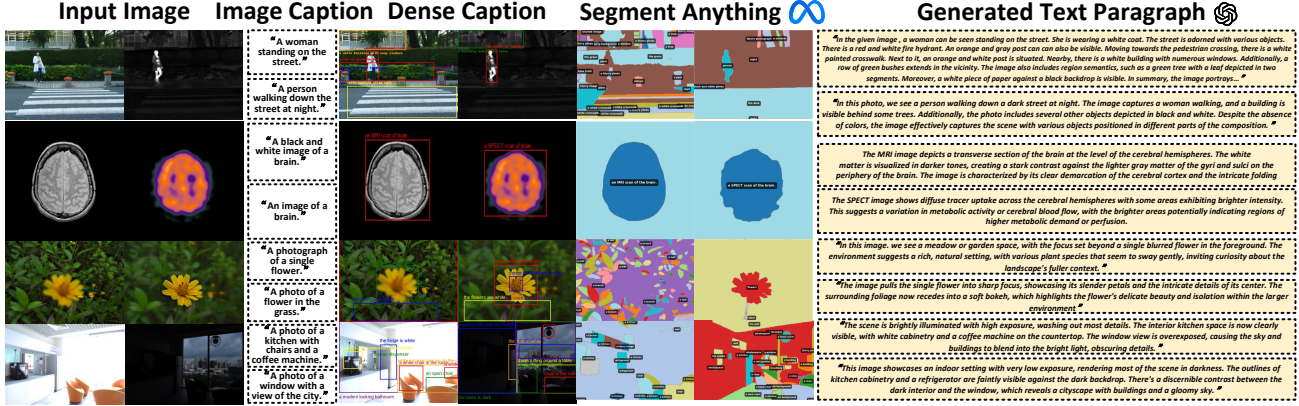 Input Image
Image Caption
Dense Caption
Segment Anything
Generated Text Paragraph
❝A woman
standing on the
street.❞
❝A person
walking down the
street at night.❞
❝A black and
white image of a
brain.❞
❝An image of a
brain.❞
❝A photograph
of a single
flower.❞
❝A photo of a
flower in the
grass.❞
❝A photo of a
kitchen with
chairs and a
coffee machine.❞
❝A photo of a
window with a
view of the city.❞
an MRI scan of brain
a SPECT scan of brain
the flowers are white
the fridge is white
a modern looking bathroom
an MRI scan of the brain.
a SPECT scan of the brain.
❝In the given image , a woman can be seen standing on the street. She is wearing a white coat. The street is adorned with various objects.
There is a red and white fire hydrant. An orange and gray post can can also be visible. Moving towards the pedestrian crossing, there is a white
painted crosswalk. Next to it, an orange and white post is situated. Nearby, there is a white building with numerous windows. Additionally, a
row of green bushes extends in the vicinity. The image also includes region semantics, such as a green tree with a leaf depicted in two
segments. Moreover, a white piece of paper against a black backdrop is visible. In summary, the image portrays...❞
❝In this photo, we see a person walking down a dark street at night. The image captures a woman walking, and a building is
visible behind some trees. Additionally, the photo includes several other objects depicted in black and white. Despite the absence
of colors, the image effectively captures the scene with various objects positioned in different parts of the composition. ❞
The MRI image depicts a transverse section of the brain at the level of the cerebral hemispheres. The white
matter is visualized in darker tones, creating a stark contrast against the lighter gray matter of the gyri and sulci on the
periphery of the brain. The image is characterized by its clear demarcation of the cerebral cortex and the intricate folding
The SPECT image shows diffuse tracer uptake across the cerebral hemispheres with some areas exhibiting brighter intensity.
This suggests a variation in metabolic activity or cerebral blood flow, with the brighter areas potentially indicating regions of
higher metabolic demand or perfusion.
❝In this image. we see a meadow or garden space, with the focus set beyond a single blurred flower in the foreground. The
environment suggests a rich, natural setting, with various plant species that seem to sway gently, inviting curiosity about the
landscape's fuller context. ❞
❝The image pulls the single flower into sharp focus, showcasing its slender petals and the intricate details of its center. The
surrounding foliage now recedes into a soft bokeh, which highlights the flower's delicate beauty and isolation within the larger
environment❞
❝The scene is brightly illuminated with high exposure, washing out most details. The interior kitchen space is now clearly
visible, with white cabinetry and a coffee machine on the countertop. The window view is overexposed, causing the sky and
buildings to blend into the bright light, obscuring details. ❞
❝This image showcases an indoor setting with very low exposure, rendering most of the scene in darkness. The outlines of
kitchen cabinetry and a refrigerator are faintly visible against the dark backdrop. There's a discernible contrast between the
dark interior and the window, which reveals a cityscape with buildings and a gloomy sky. ❞